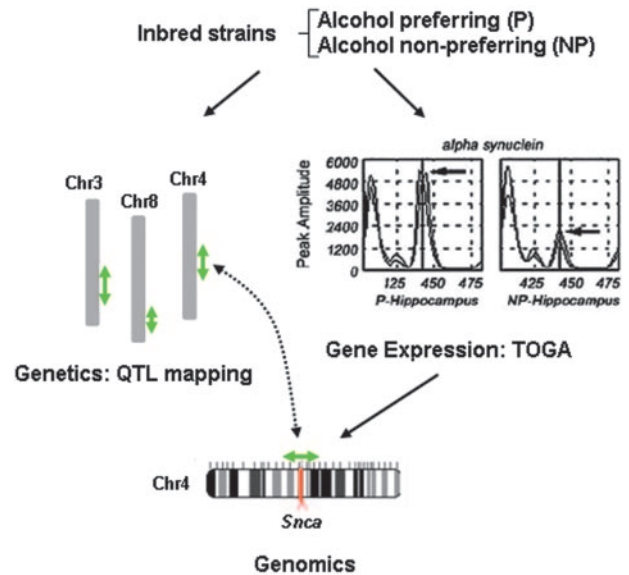 Inbred strains
Alcohol preferring (P)
Alcohol non-preferring (NP)
Chr3
Chr8
Chr4
Genetics: QTL mapping
alpha synuclein
Peak Amplitude
6000
4800
3600
2400
1200
0
125 450 475
P-Hippocampus
425 450 475
NP-Hippocampus
Gene Expression: TOGA
Chr4
Snca
Genomics